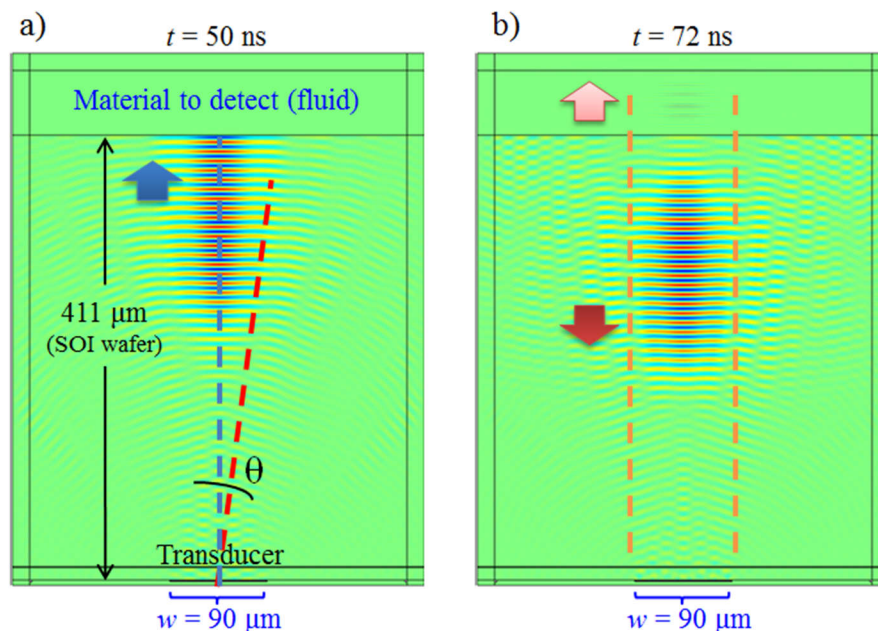 a)
t = 50 ns
Material to detect (fluid)
411 μm
(SOI wafer)
θ
Transducer
w = 90 μm
b)
t = 72 ns
w = 90 μm